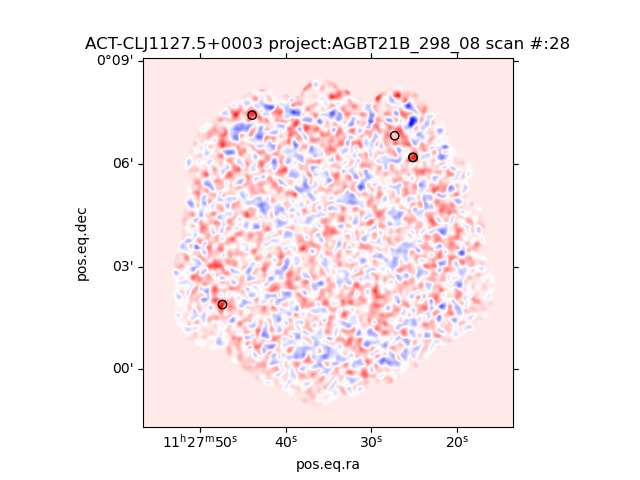 ACT-CLJ1127.5+0003 project:AGBT21B_298_08 scan #:28
0°09'
06'
03'
00'
pos.eq.dec
11ʰ27ᵐ50ˢ 40ˢ 30ˢ 20ˢ
pos.eq.ra